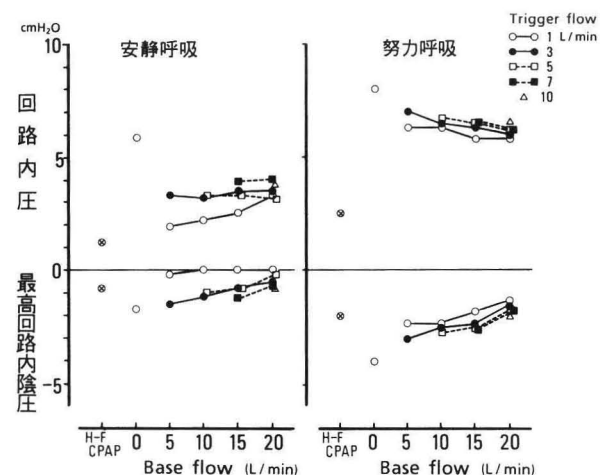 cmH₂O
10
5
0
-5
回路内圧
最高回路内陰圧
安静呼吸
努力呼吸
Trigger flow
1 L/min
3
5
7
10
H-F CPAP 0 5 10 15 20
Base flow (L/min)
H-F CPAP 0 5 10 15 20
Base flow (L/min)